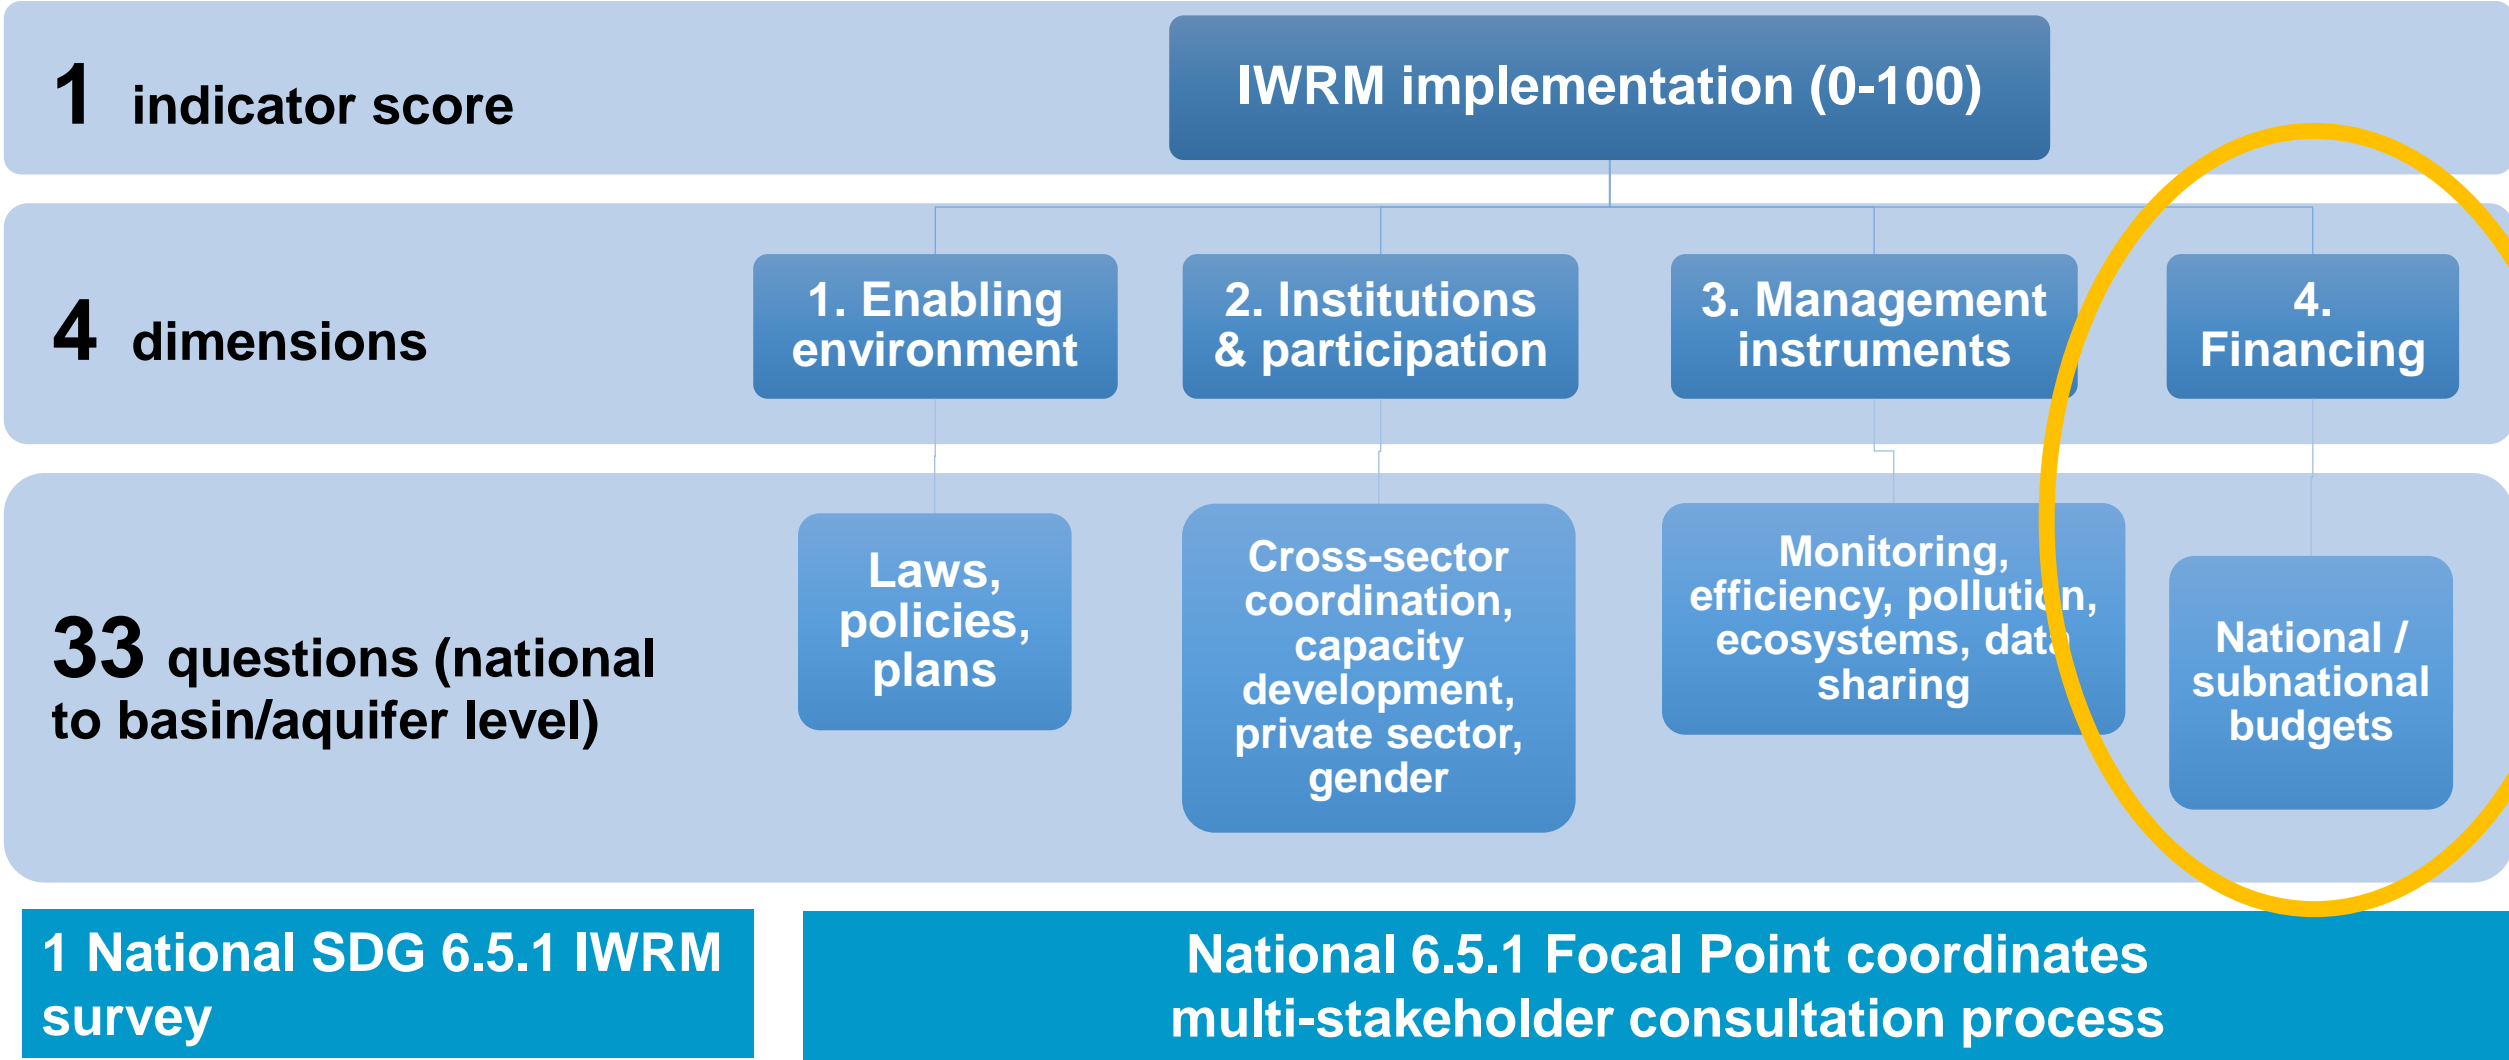 1 indicator score
IWRM implementation (0-100)
4 dimensions
1. Enabling
environment
2. Institutions
& participation
3. Management
instruments
4.
Financing
33 questions (national
to basin/aquifer level)
Laws,
policies,
plans
Cross-sector
coordination,
capacity
development,
private sector,
gender
Monitoring,
efficiency, pollution,
ecosystems, data
sharing
National /
subnational
budgets
1 National SDG 6.5.1 IWRM
survey
National 6.5.1 Focal Point coordinates
multi-stakeholder consultation process